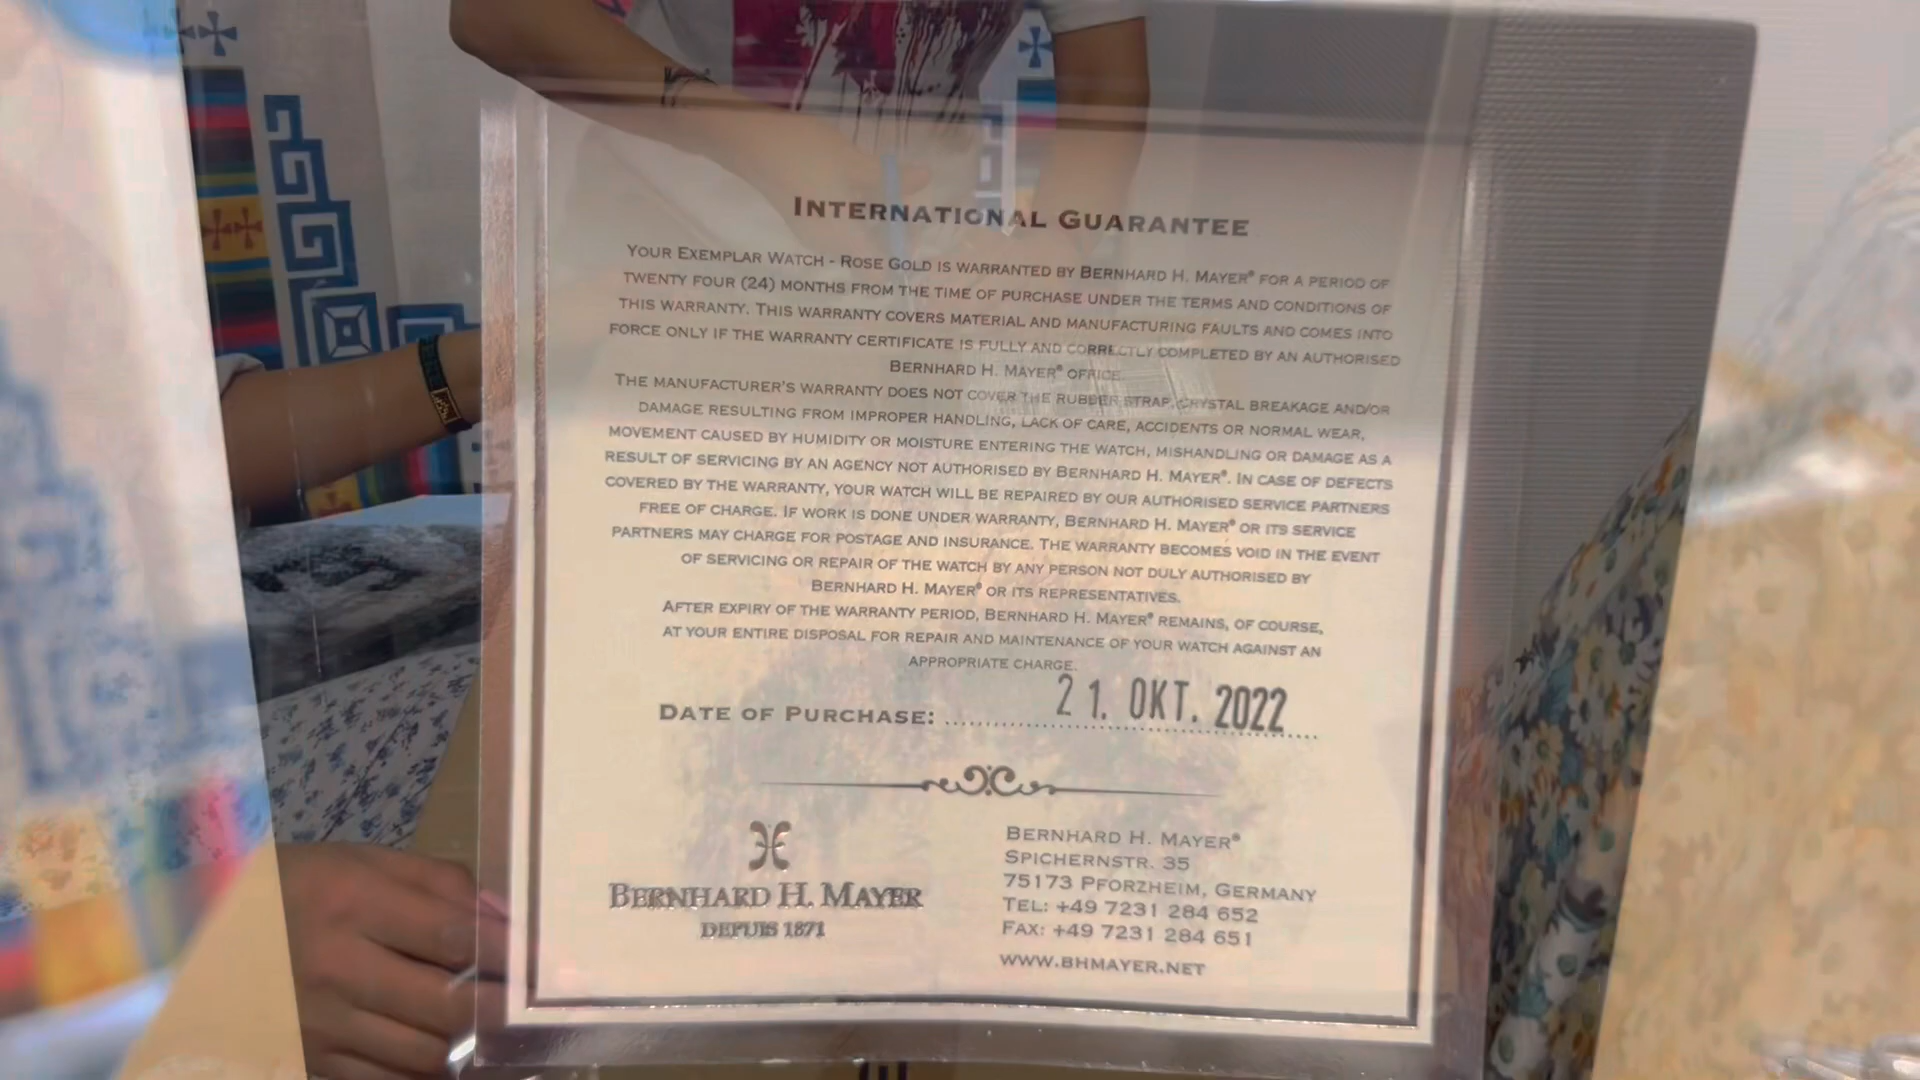 INTERNATIONAL GUARANTEE
YOUR EXEMPLAR WATCH - ROSE GOLD IS WARRANTED BY BERNHARD H. MAYER® FOR A PERIOD OF
TWENTY FOUR (24) MONTHS FROM THE TIME OF PURCHASE UNDER THE TERMS AND CONDITIONS OF
THIS WARRANTY. THIS WARRANTY COVERS MATERIAL AND MANUFACTURING FAULTS AND COMES INTO
FORCE ONLY IF THE WARRANTY CERTIFICATE IS FULLY AND CORRECTLY COMPLETED BY AN AUTHORISED
BERNHARD H. MAYER® OFFICE.
THE MANUFACTURER'S WARRANTY DOES NOT COVER THE RUBBER STRAP, CRYSTAL BREAKAGE AND/OR
DAMAGE RESULTING FROM IMPROPER HANDLING, LACK OF CARE, ACCIDENTS OR NORMAL WEAR,
MOVEMENT CAUSED BY HUMIDITY OR MOISTURE ENTERING THE WATCH, MISHANDLING OR DAMAGE AS A
RESULT OF SERVICING BY AN AGENCY NOT AUTHORISED BY BERNHARD H. MAYER®. IN CASE OF DEFECTS
COVERED BY THE WARRANTY, YOUR WATCH WILL BE REPAIRED BY OUR AUTHORISED SERVICE PARTNERS
FREE OF CHARGE. IF WORK IS DONE UNDER WARRANTY, BERNHARD H. MAYER® OR ITS SERVICE
PARTNERS MAY CHARGE FOR POSTAGE AND INSURANCE. THE WARRANTY BECOMES VOID IN THE EVENT
OF SERVICING OR REPAIR OF THE WATCH BY ANY PERSON NOT DULY AUTHORISED BY
BERNHARD H. MAYER® OR ITS REPRESENTATIVES.
AFTER EXPIRY OF THE WARRANTY PERIOD, BERNHARD H. MAYER® REMAINS, OF COURSE,
AT YOUR ENTIRE DISPOSAL FOR REPAIR AND MAINTENANCE OF YOUR WATCH AGAINST AN
APPROPRIATE CHARGE.
DATE OF PURCHASE: 21. OKT. 2022
BERNHARD H. MAYER
DEPUIS 1871
BERNHARD H. MAYER®
SPICHERNSTR. 35
75173 PFORZHEIM, GERMANY
TEL: +49 7231 284 652
FAX: +49 7231 284 651
WWW.BHMAYER.NET